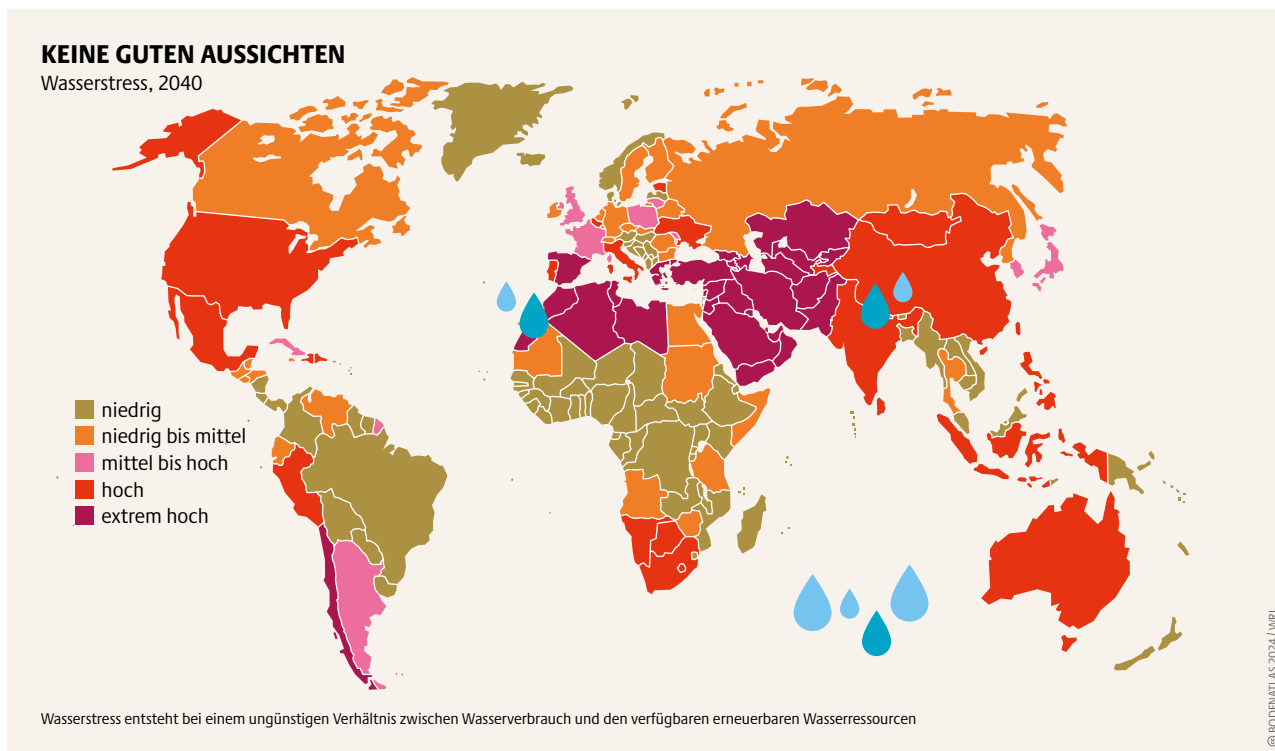 KEINE GUTEN AUSSICHTEN
Wasserstress, 2040
niedrig
niedrig bis mittel
mittel bis hoch
hoch
extrem hoch
Wasserstress entsteht bei einem ungünstigen Verhältnis zwischen Wasserverbrauch und den verfügbaren erneuerbaren Wasserressourcen
© BODENATLAS 2024 / WRI